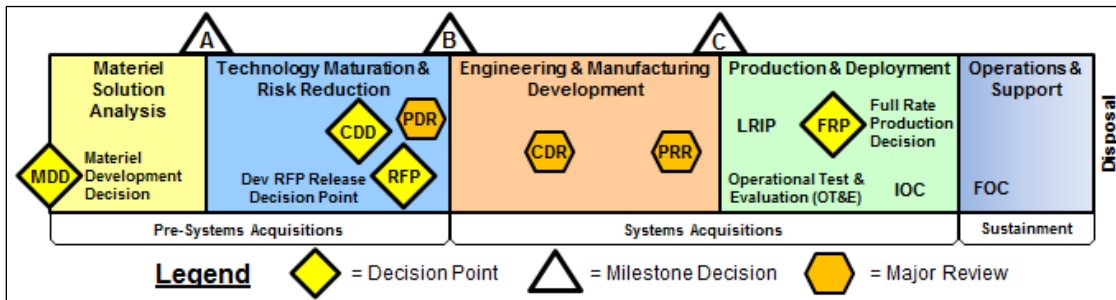 A
B
C
Materiel
Solution
Analysis
MDD
Materiel
Development
Decision
Technology Maturation &
Risk Reduction
CDD
PDR
Dev RFP Release
Decision Point
RFP
Engineering & Manufacturing
Development
CDR
PRR
Production & Deployment
LRIP
FRP
Full Rate
Production
Decision
Operational Test &
Evaluation (OT&E)
IOC
Operations &
Support
FOC
Disposal
Pre-Systems Acquisitions
Systems Acquisitions
Sustainment
Legend
= Decision Point
= Milestone Decision
= Major Review